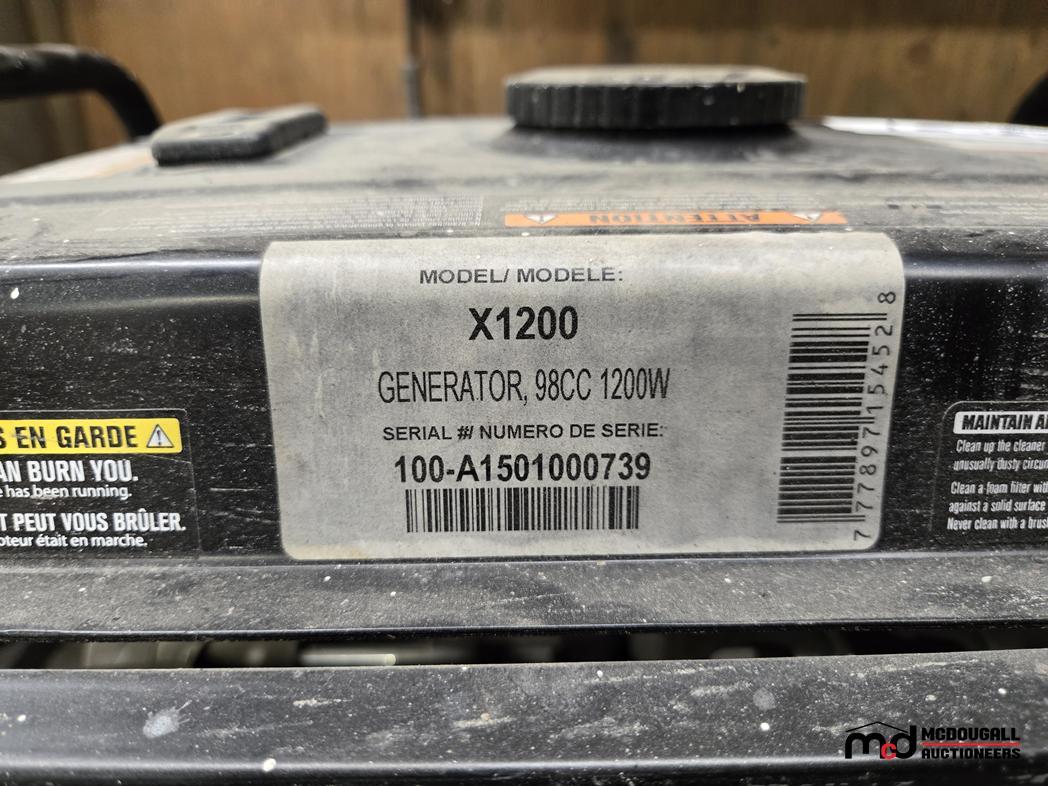 ATTENTION
MODEL/ MODELE:
X1200
GENERATOR, 98CC 1200W
SERIAL #/ NUMERO DE SERIE:
100-A1501000739
7 77897 15452 8
S EN GARDE
AN BURN YOU.
e has been running.
T PEUT VOUS BRÛLER.
oteur était en marche.
MAINTAIN AI
Clean up the cleaner
unusually dusty circum
Clean a foam filter with
against a solid surface
Never clean with a brush
mcd MCDOUGALL
AUCTIONEERS